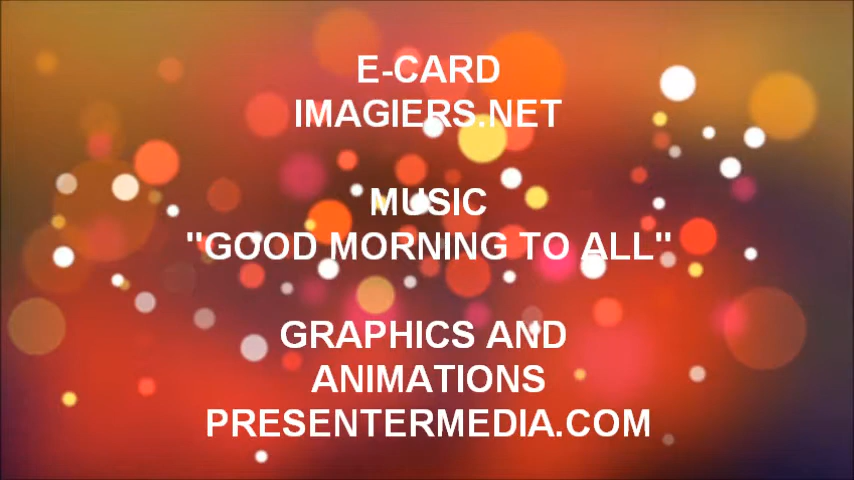 E-CARD
IMAGIERS.NET
MUSIC
"GOOD MORNING TO ALL"
GRAPHICS AND
ANIMATIONS
PRESENTERMEDIA.COM